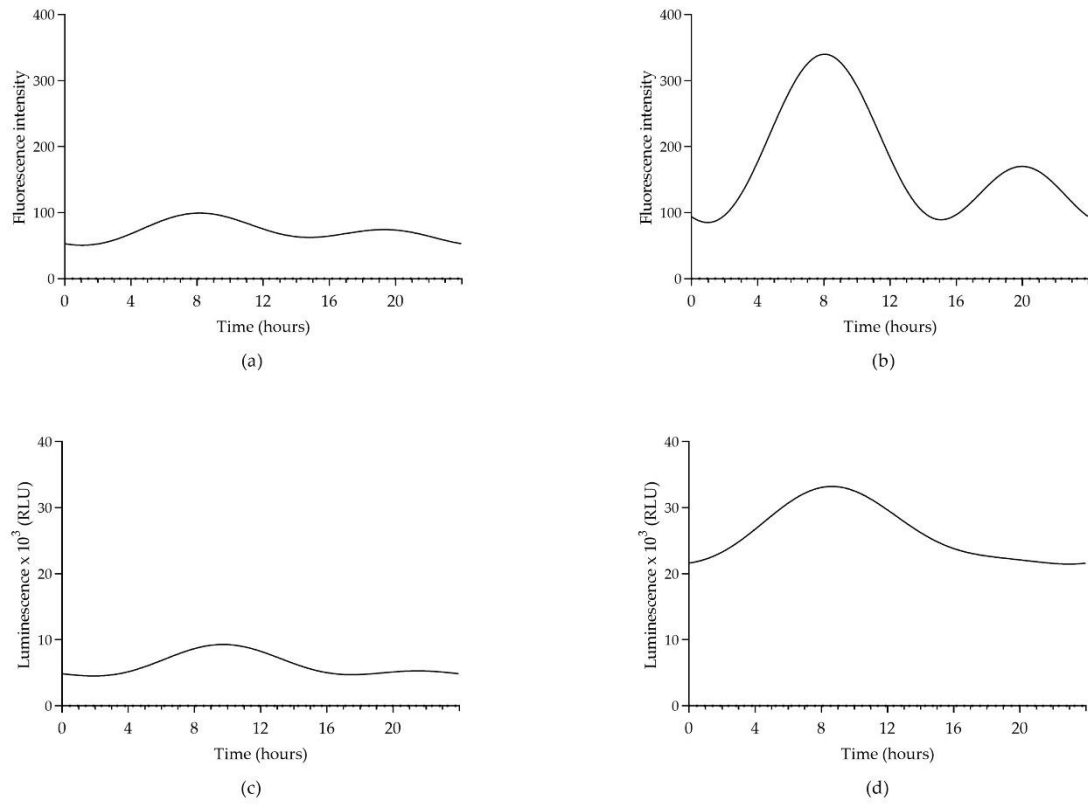 400
300
200
100
0
Fluorescence intensity
0 4 8 12 16 20
Time (hours)
(a)
400
300
200
100
0
Fluorescence intensity
0 4 8 12 16 20
Time (hours)
(b)
40
30
20
10
0
Luminescence x 10³ (RLU)
0 4 8 12 16 20
Time (hours)
(c)
40
30
20
10
0
Luminescence x 10³ (RLU)
0 4 8 12 16 20
Time (hours)
(d)